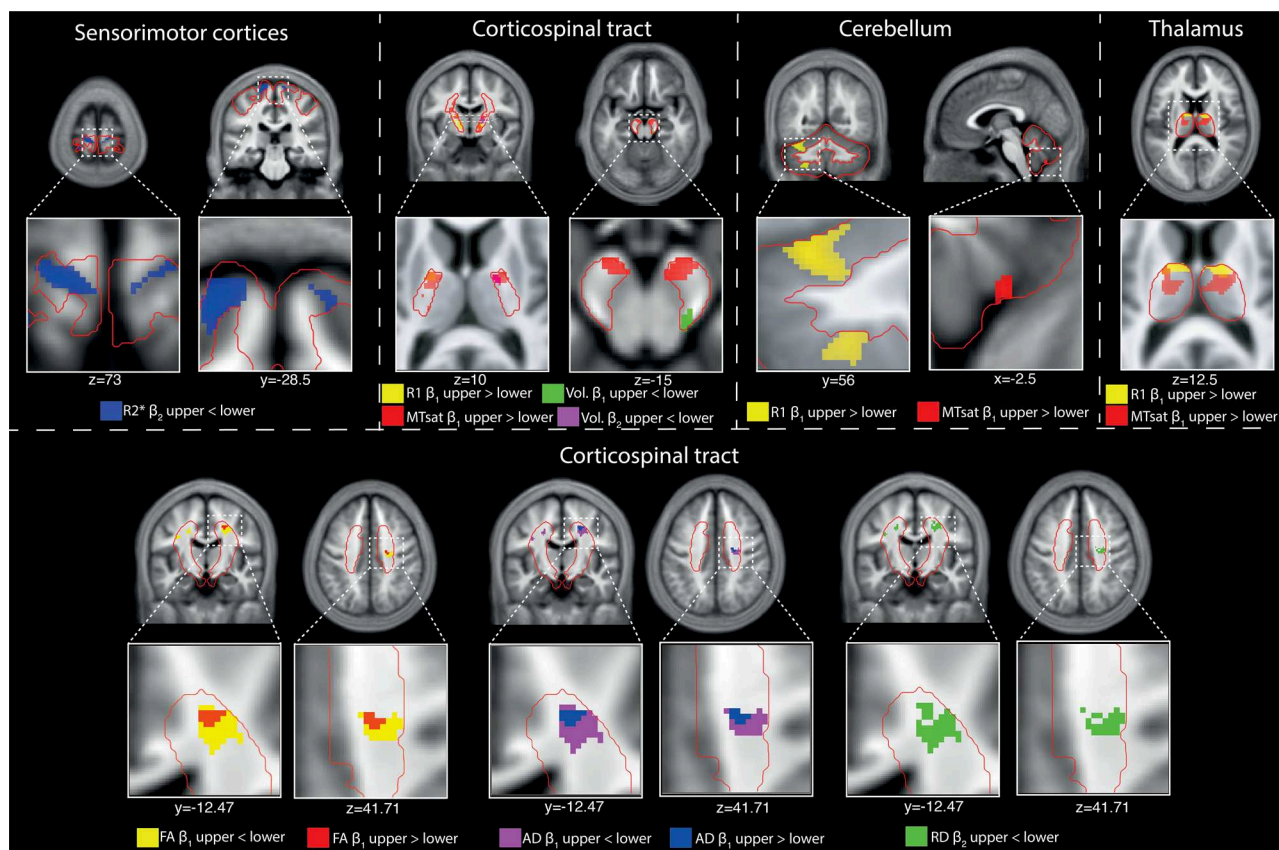 Sensorimotor cortices
Corticospinal tract
Cerebellum
Thalamus
z=73
y=-28.5
z=10
z=-15
y=56
x=-2.5
z=12.5
R2* β₂ upper < lower
R1 β₁ upper > lower
Vol. β₁ upper < lower
MTsat β₁ upper > lower
Vol. β₂ upper < lower
R1 β₁ upper > lower
MTsat β₁ upper > lower
R1 β₁ upper > lower
MTsat β₁ upper > lower
Corticospinal tract
y=-12.47
z=41.71
y=-12.47
z=41.71
y=-12.47
z=41.71
FA β₁ upper < lower
FA β₁ upper > lower
AD β₁ upper < lower
AD β₁ upper > lower
RD β₂ upper < lower